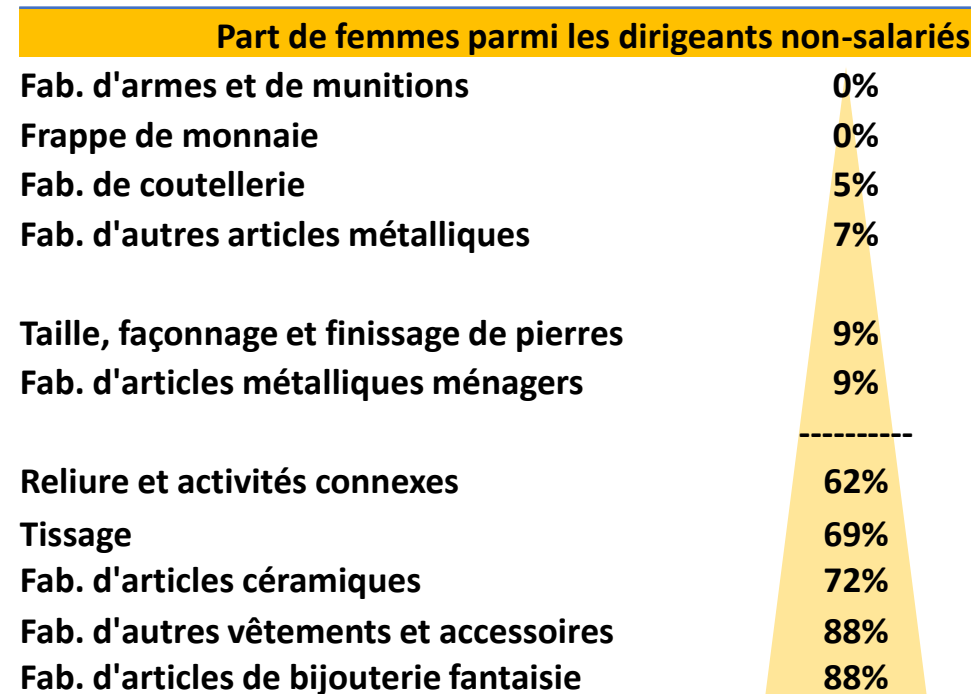 Part de femmes parmi les dirigeants non-salariés
Fab. d'armes et de munitions 0%
Frappe de monnaie 0%
Fab. de coutellerie 5%
Fab. d'autres articles métalliques 7%
Taille, façonnage et finissage de pierres 9%
Fab. d'articles métalliques ménagers 9%
----------
Reliure et activités connexes 62%
Tissage 69%
Fab. d'articles céramiques 72%
Fab. d'autres vêtements et accessoires 88%
Fab. d'articles de bijouterie fantaisie 88%